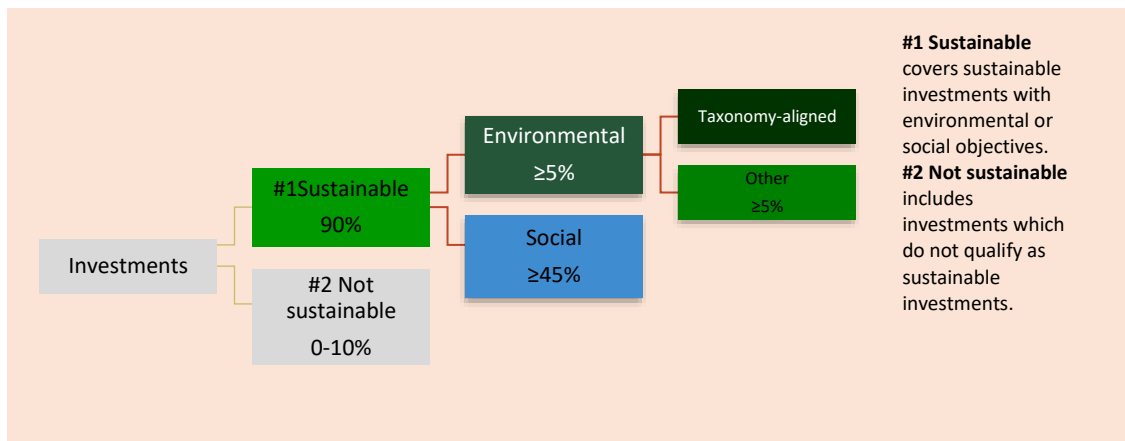 Investments
#1Sustainable
90%
#2 Not
sustainable
0-10%
Environmental
≥5%
Social
≥45%
Taxonomy-aligned
Other
≥5%
#1 Sustainable
covers sustainable
investments with
environmental or
social objectives.
#2 Not sustainable
includes
investments which
do not qualify as
sustainable
investments.